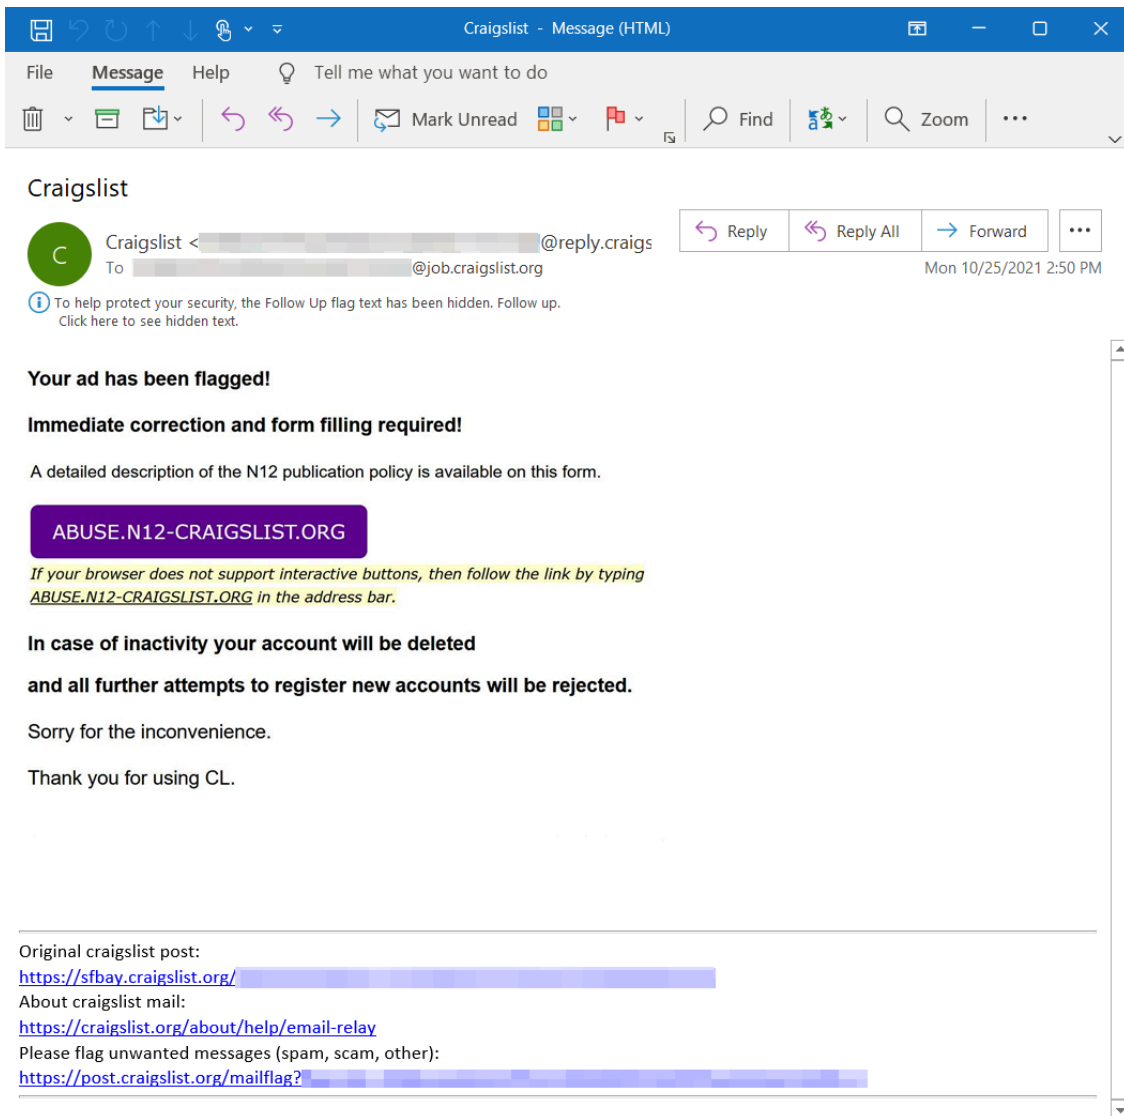 Craigslist - Message (HTML)
File Message Help Tell me what you want to do
Mark Unread Find Zoom
Craigslist
C
Craigslist < @reply.craigs
To @job.craigslist.org
Reply Reply All Forward
Mon 10/25/2021 2:50 PM
To help protect your security, the Follow Up flag text has been hidden. Follow up.
Click here to see hidden text.
Your ad has been flagged!
Immediate correction and form filling required!
A detailed description of the N12 publication policy is available on this form.
ABUSE.N12-CRAIGSLIST.ORG
If your browser does not support interactive buttons, then follow the link by typing
ABUSE.N12-CRAIGSLIST.ORG in the address bar.
In case of inactivity your account will be deleted
and all further attempts to register new accounts will be rejected.
Sorry for the inconvenience.
Thank you for using CL.
Original craigslist post:
https://sfbay.craigslist.org/
About craigslist mail:
https://craigslist.org/about/help/email-relay
Please flag unwanted messages (spam, scam, other):
https://post.craigslist.org/mailflag?